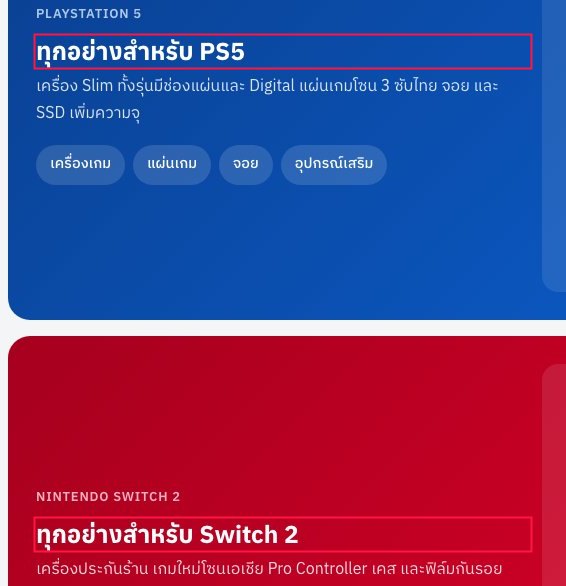 PLAYSTATION 5
ทุกอย่างสำหรับ PS5
เครื่อง Slim ทั้งรุ่นมีช่องแผ่นและ Digital แผ่นเกมโซน 3 ซับไทย จอย และ
SSD เพิ่มความจุ
เครื่องเกม แผ่นเกม จอย อุปกรณ์เสริม
NINTENDO SWITCH 2
ทุกอย่างสำหรับ Switch 2
เครื่องประกันร้าน เกมใหม่โซนเอเชีย Pro Controller เคส และฟิล์มกันรอย